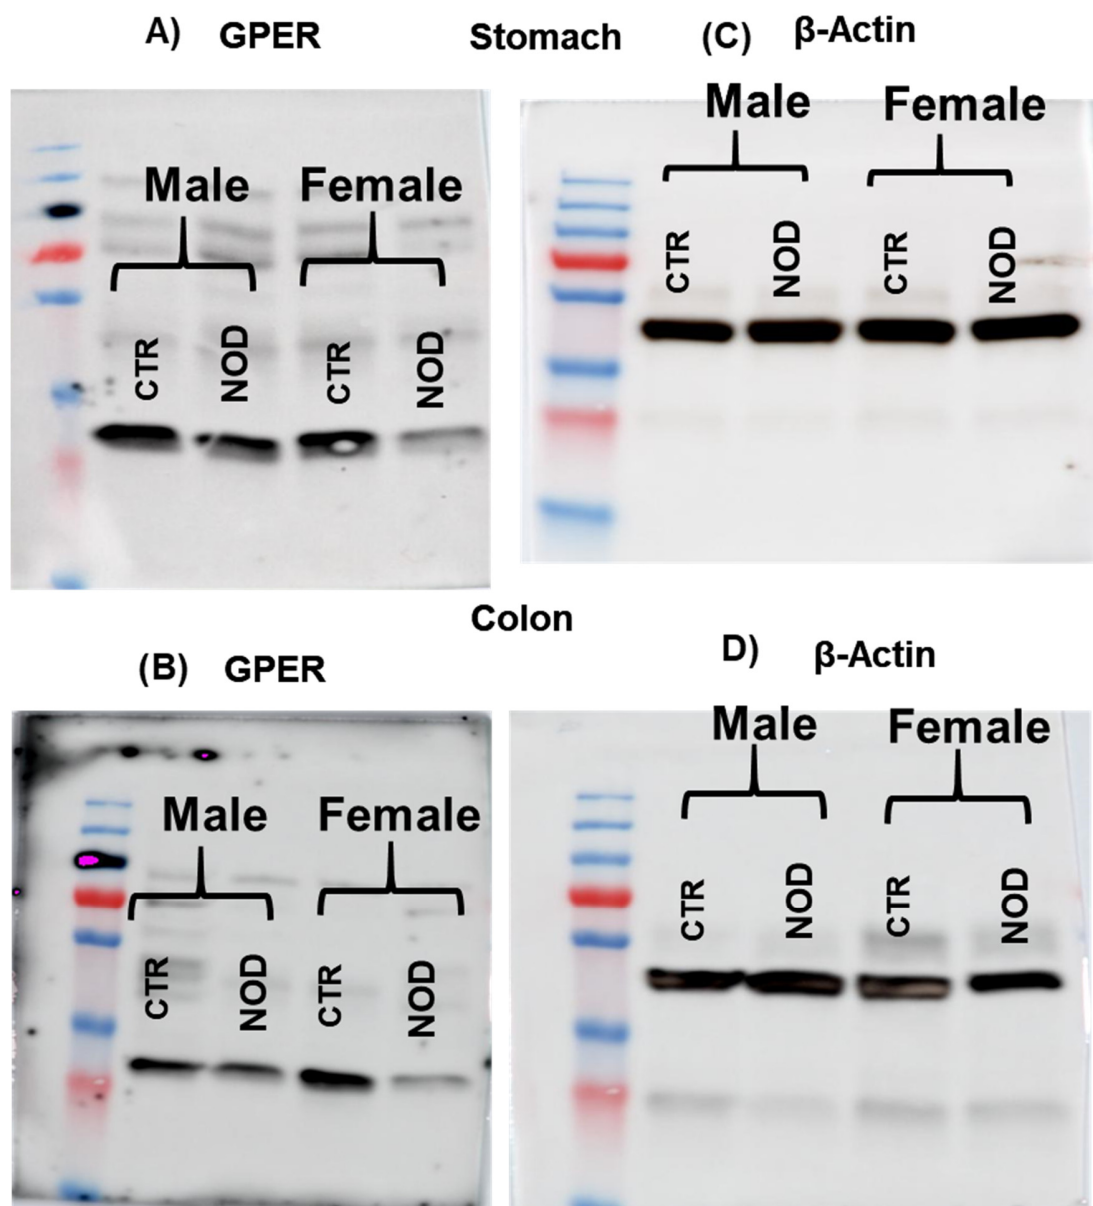 A) GPER Stomach (C) β-Actin
Male Female
CTR NOD CTR NOD
Male Female
CTR NOD CTR NOD
Colon
(B) GPER D) β-Actin
Male Female
CTR NOD CTR NOD
Male Female
CTR NOD CTR NOD